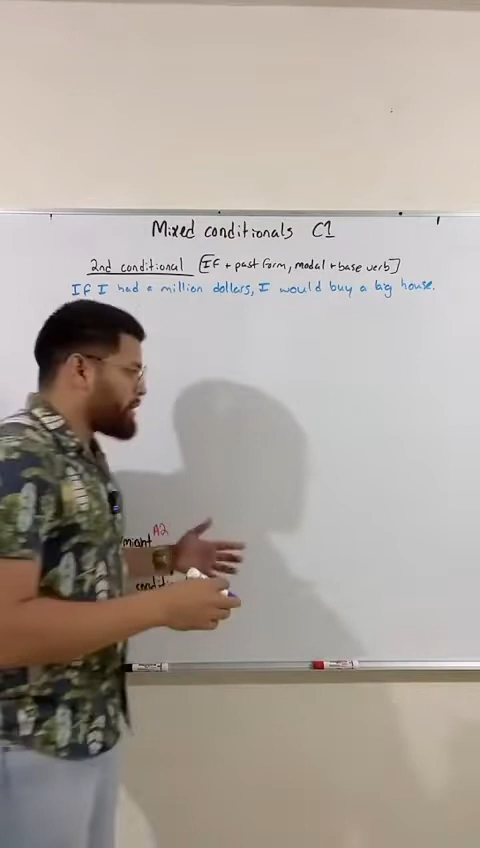 Mixed conditionals C1
2nd conditional [If + past form, modal + base verb]
If I had a million dollars, I would buy a big house.
might A2